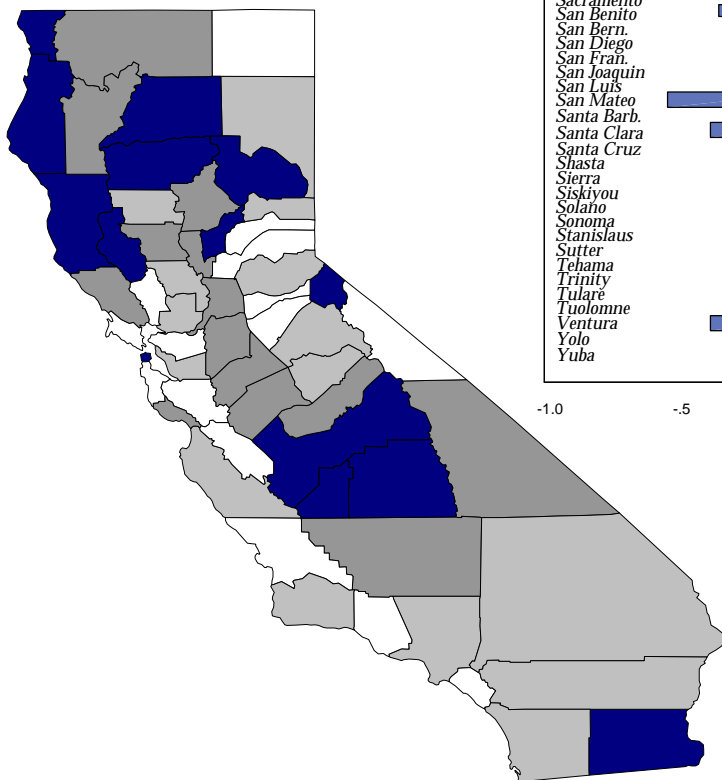 Sacramento
San Benito
San Bern.
San Diego
San Fran.
San Joaquin
San Luis
San Mateo
Santa Barb.
Santa Clara
Santa Cruz
Shasta
Sierra
Siskiyou
Solano
Sonoma
Stanislaus
Sutter
Tehama
Trinity
Tulare
Tuolomne
Ventura
Yolo
Yuba
-1.0 -.5